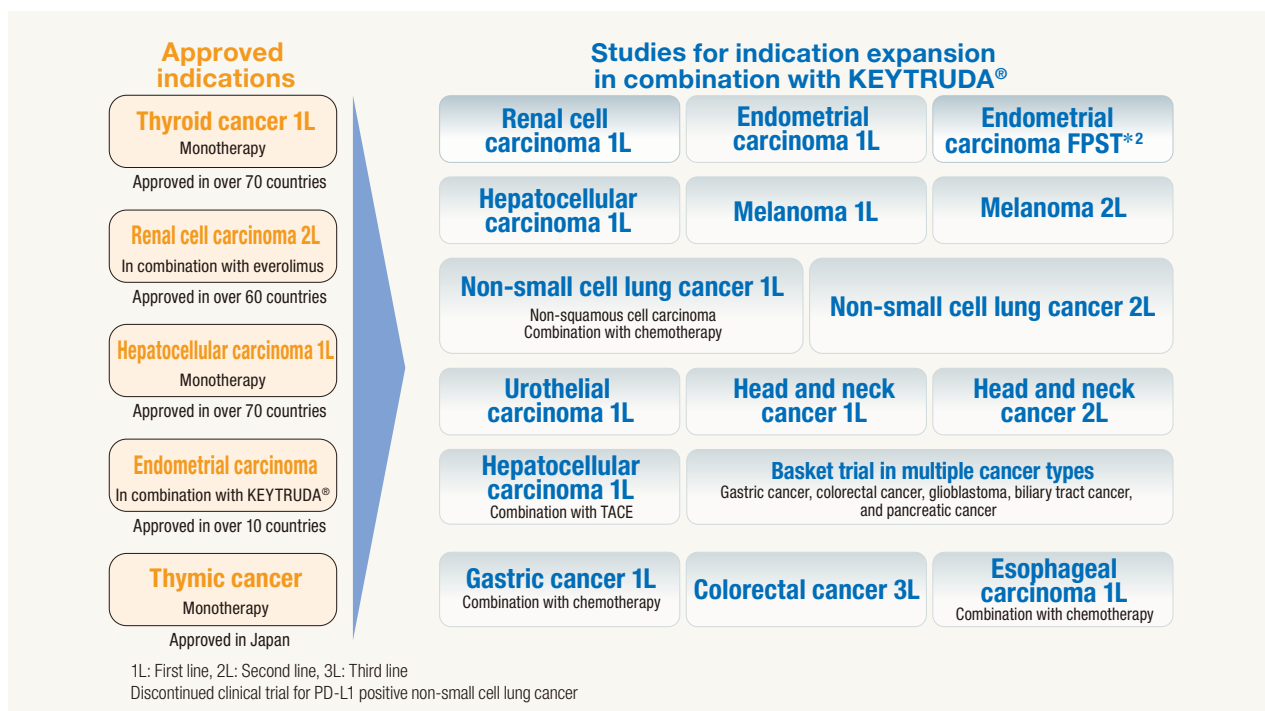 Approved
indications
Thyroid cancer 1L
Monotherapy
Approved in over 70 countries
Renal cell carcinoma 2L
In combination with everolimus
Approved in over 60 countries
Hepatocellular carcinoma 1L
Monotherapy
Approved in over 70 countries
Endometrial carcinoma
In combination with KEYTRUDA®
Approved in over 10 countries
Thymic cancer
Monotherapy
Approved in Japan
Studies for indication expansion
in combination with KEYTRUDA®
Renal cell
carcinoma 1L
Endometrial
carcinoma 1L
Endometrial
carcinoma FPST*2
Hepatocellular
carcinoma 1L
Melanoma 1L
Melanoma 2L
Non-small cell lung cancer 1L
Non-squamous cell carcinoma
Combination with chemotherapy
Non-small cell lung cancer 2L
Urothelial
carcinoma 1L
Head and neck
cancer 1L
Head and neck
cancer 2L
Hepatocellular
carcinoma 1L
Combination with TACE
Basket trial in multiple cancer types
Gastric cancer, colorectal cancer, glioblastoma, biliary tract cancer,
and pancreatic cancer
Gastric cancer 1L
Combination with chemotherapy
Colorectal cancer 3L
Esophageal
carcinoma 1L
Combination with chemotherapy
1L: First line, 2L: Second line, 3L: Third line
Discontinued clinical trial for PD-L1 positive non-small cell lung cancer